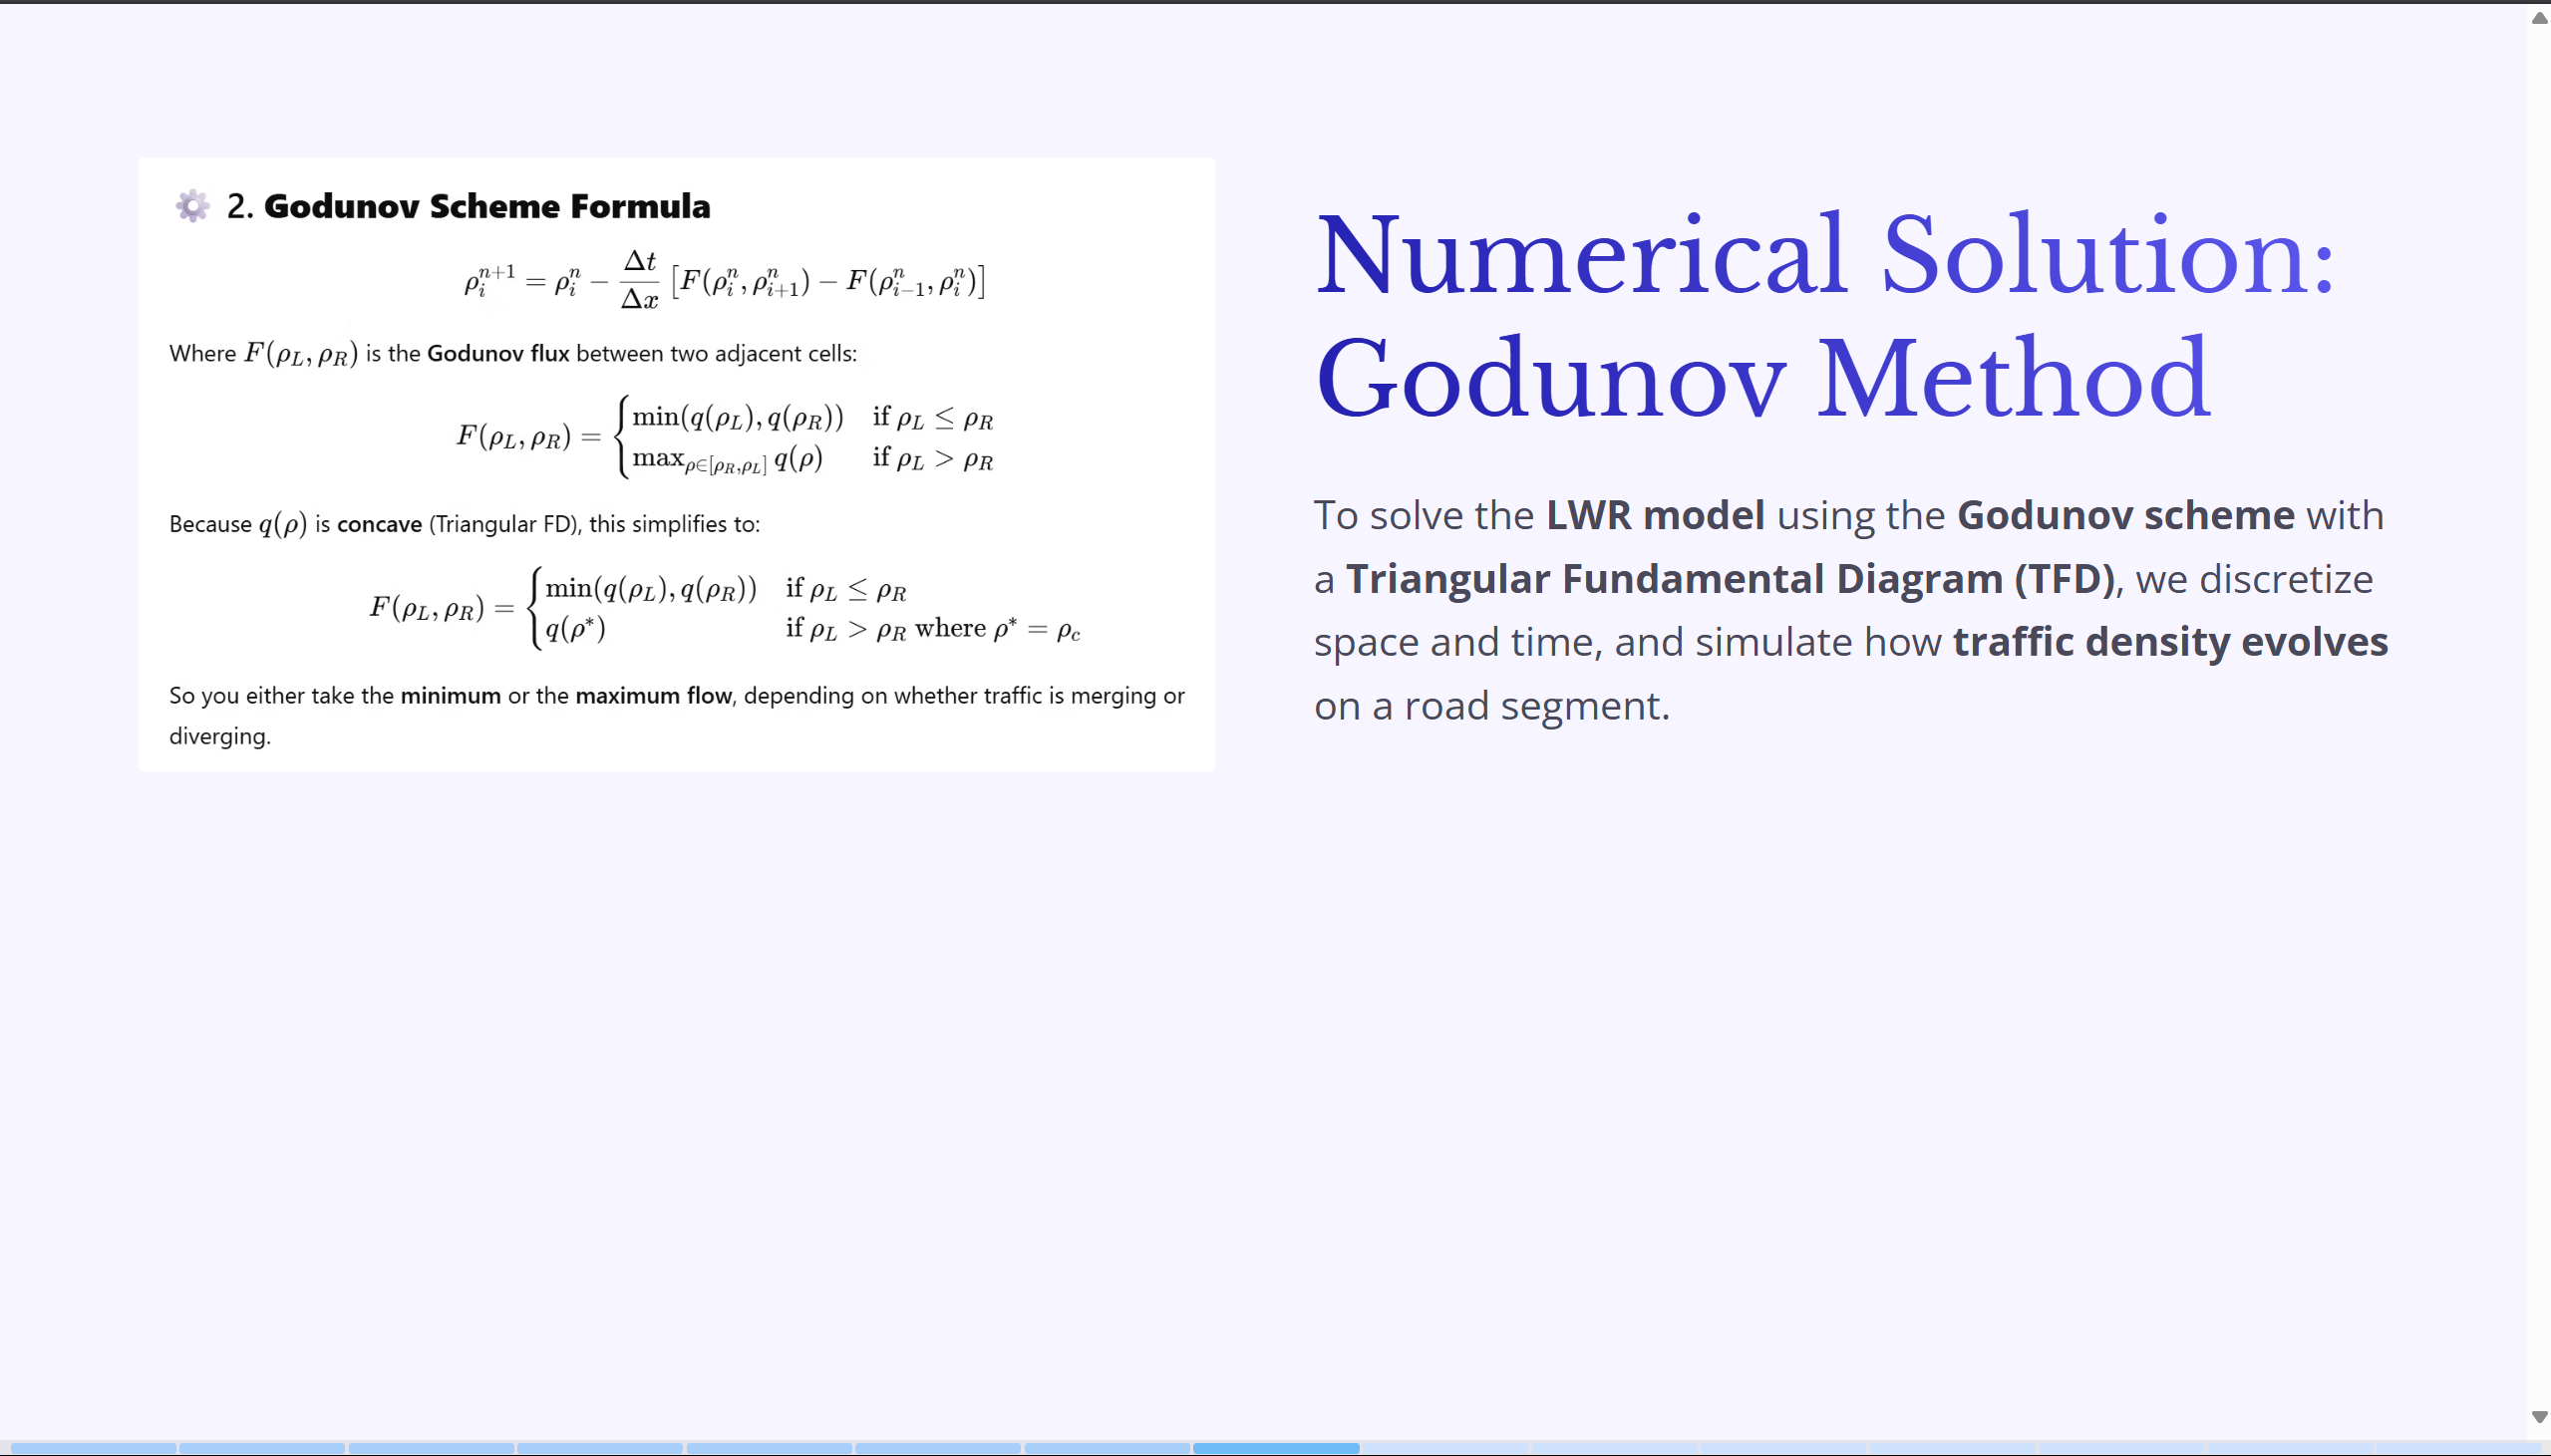 ⚙️ 2. Godunov Scheme Formula
ρ_i^{n+1} = ρ_i^n − Δt/Δx [F(ρ_i^n, ρ_{i+1}^n) − F(ρ_{i−1}^n, ρ_i^n)]
Where F(ρ_L, ρ_R) is the Godunov flux between two adjacent cells:
F(ρ_L, ρ_R) = { min(q(ρ_L), q(ρ_R)) if ρ_L ≤ ρ_R
max_{ρ∈[ρ_R,ρ_L]} q(ρ) if ρ_L > ρ_R
Because q(ρ) is concave (Triangular FD), this simplifies to:
F(ρ_L, ρ_R) = { min(q(ρ_L), q(ρ_R)) if ρ_L ≤ ρ_R
q(ρ*) if ρ_L > ρ_R where ρ* = ρ_c
So you either take the minimum or the maximum flow, depending on whether traffic is merging or
diverging.
Numerical Solution:
Godunov Method
To solve the LWR model using the Godunov scheme with
a Triangular Fundamental Diagram (TFD), we discretize
space and time, and simulate how traffic density evolves
on a road segment.